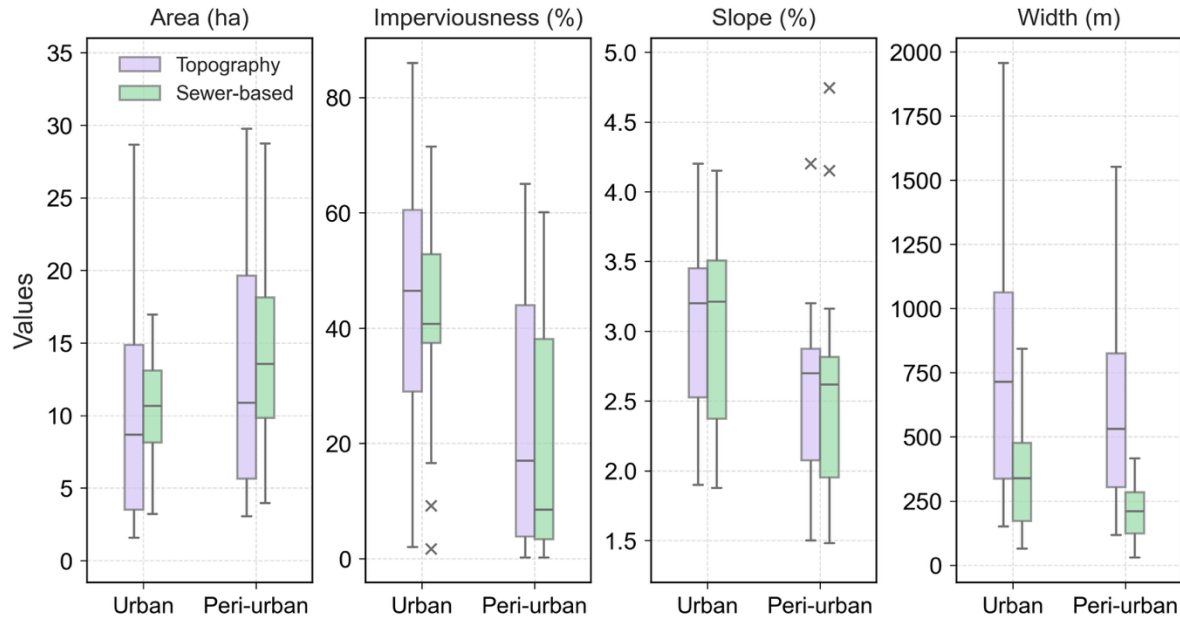 Area (ha)
Imperviousness (%)
Slope (%)
Width (m)
Values
35
30
25
20
15
10
5
0
Topography
Sewer-based
Urban
Peri-urban
80
60
40
20
0
Urban
Peri-urban
5.0
4.5
4.0
3.5
3.0
2.5
2.0
1.5
Urban
Peri-urban
2000
1750
1500
1250
1000
750
500
250
0
Urban
Peri-urban